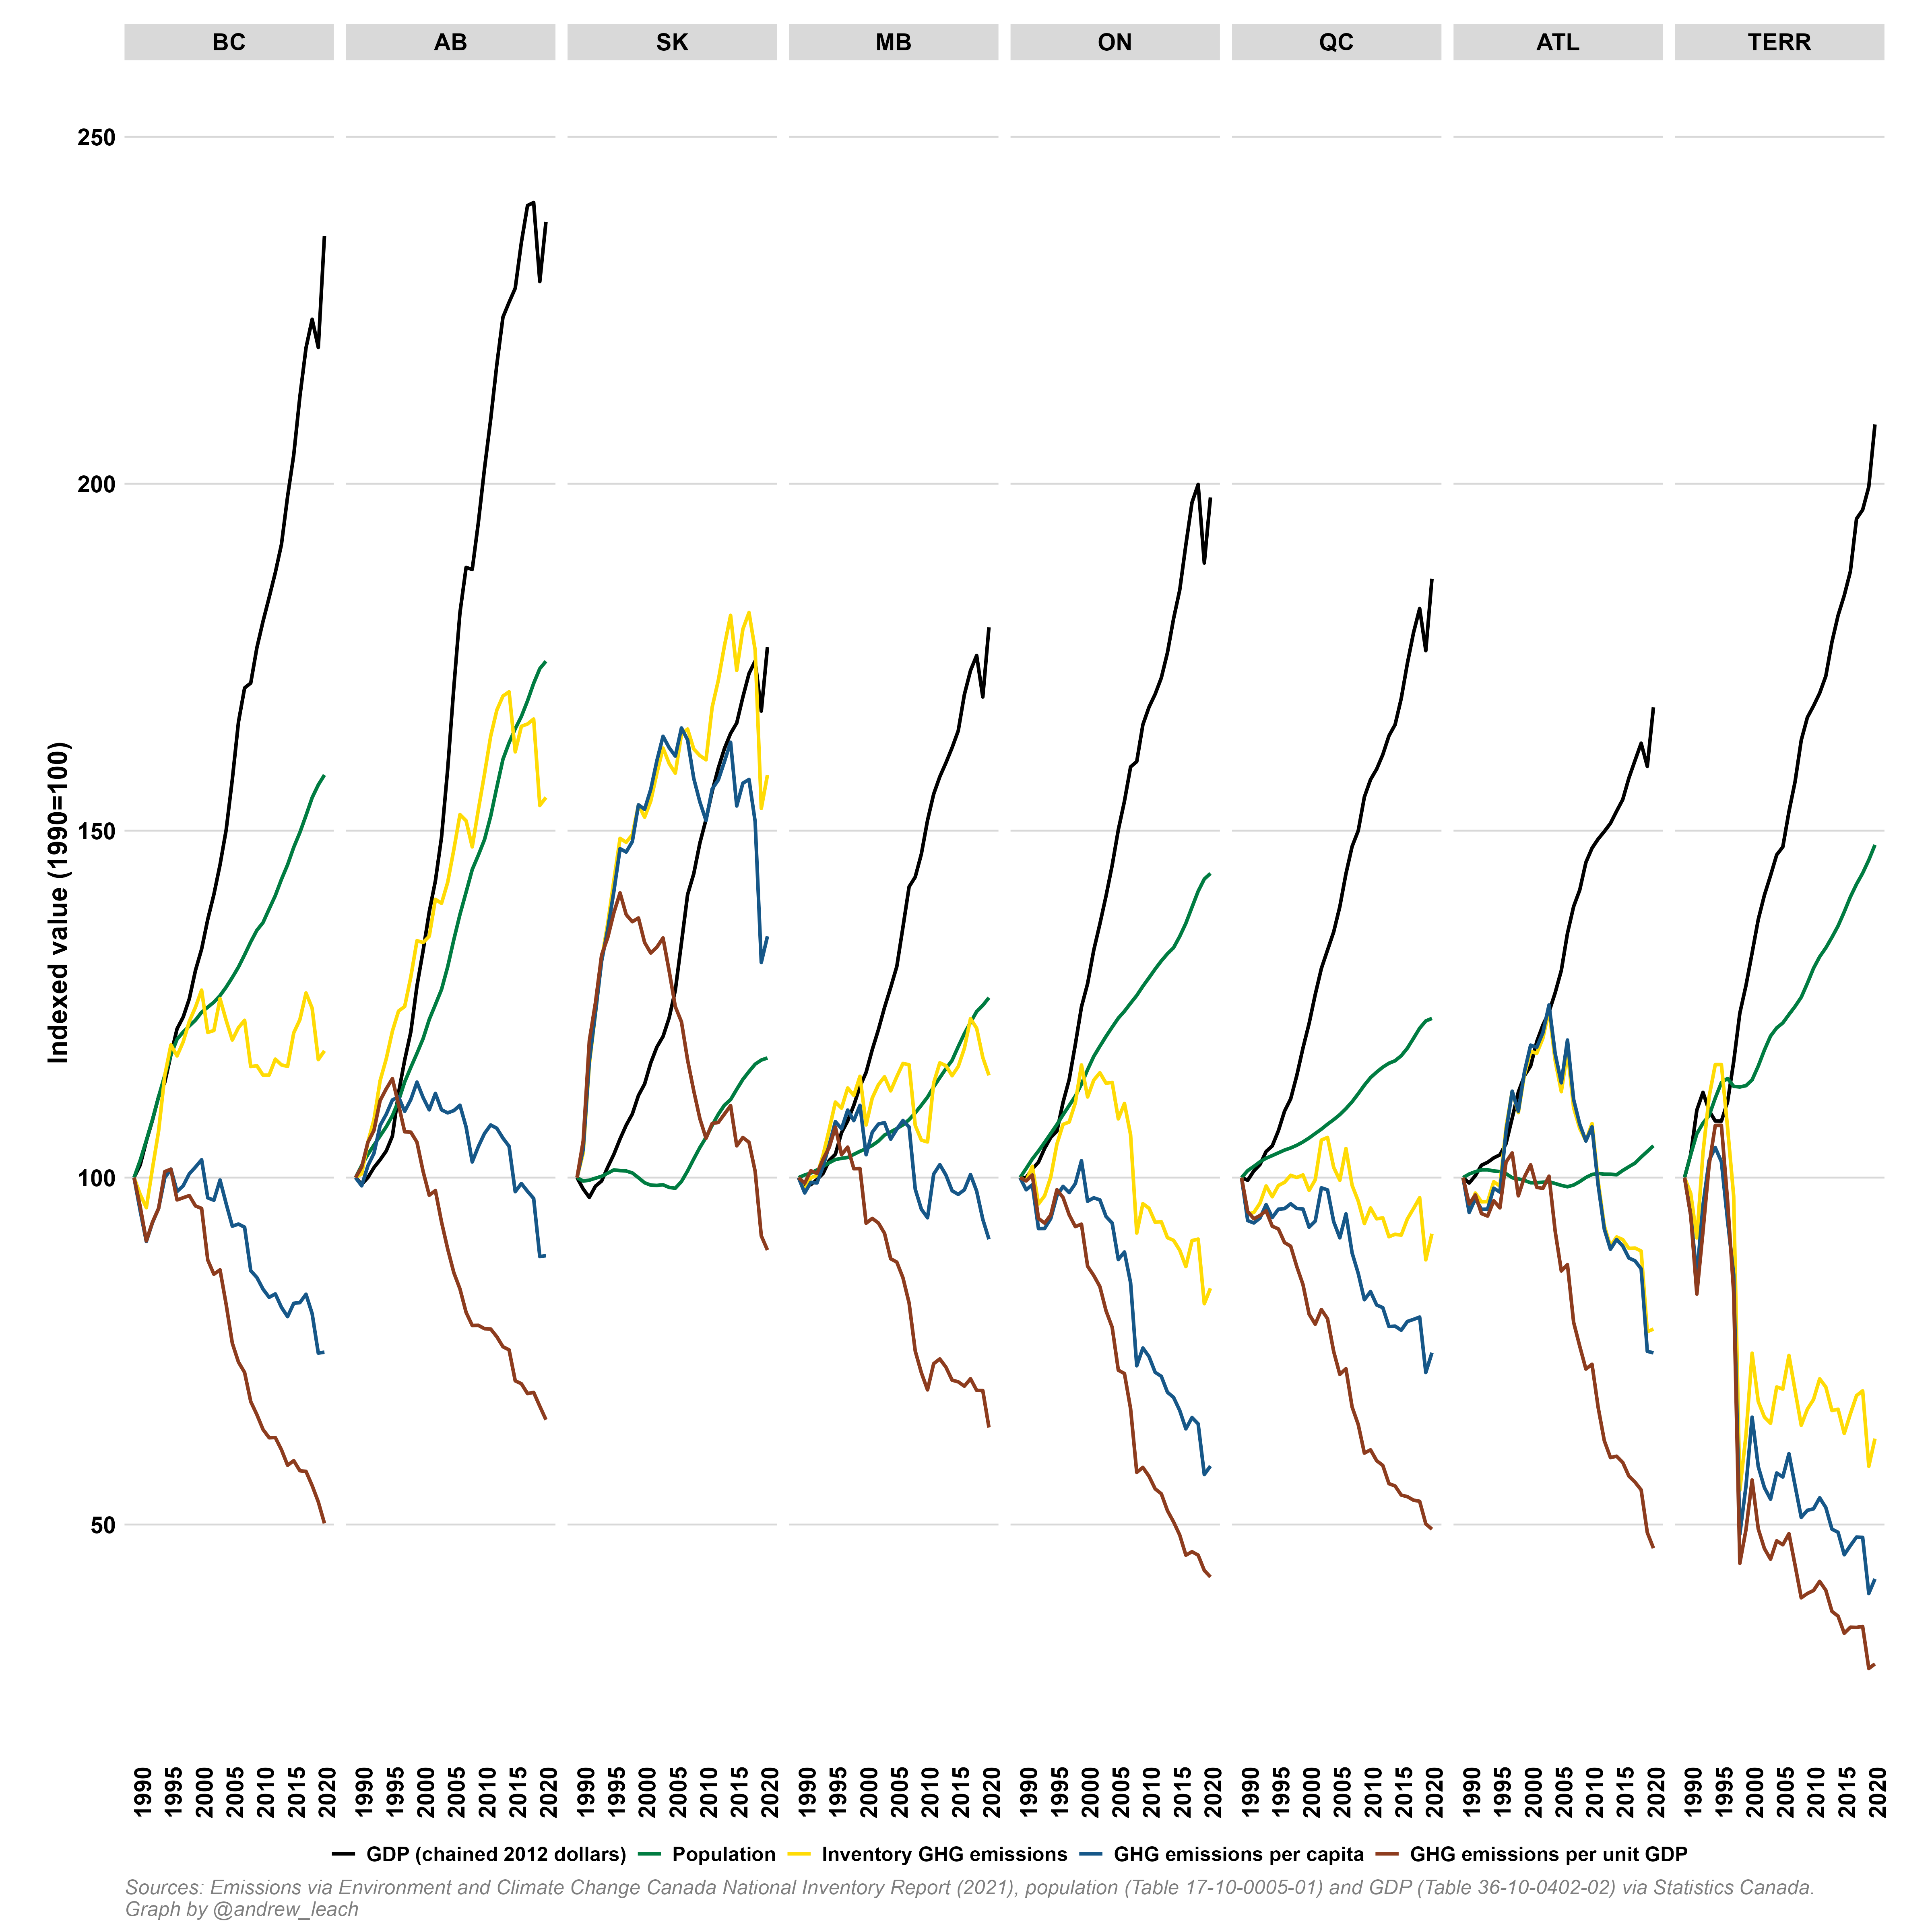 BC AB SK MB ON QC ATL TERR
250
200
150
100
50
Indexed value (1990=100)
1990 1995 2000 2005 2010 2015 2020 1990 1995 2000 2005 2010 2015 2020 1990 1995 2000 2005 2010 2015 2020 1990 1995 2000 2005 2010 2015 2020 1990 1995 2000 2005 2010 2015 2020 1990 1995 2000 2005 2010 2015 2020 1990 1995 2000 2005 2010 2015 2020 1990 1995 2000 2005 2010 2015 2020
GDP (chained 2012 dollars) Population Inventory GHG emissions GHG emissions per capita GHG emissions per unit GDP
Sources: Emissions via Environment and Climate Change Canada National Inventory Report (2021), population (Table 17-10-0005-01) and GDP (Table 36-10-0402-02) via Statistics Canada.
Graph by @andrew_leach